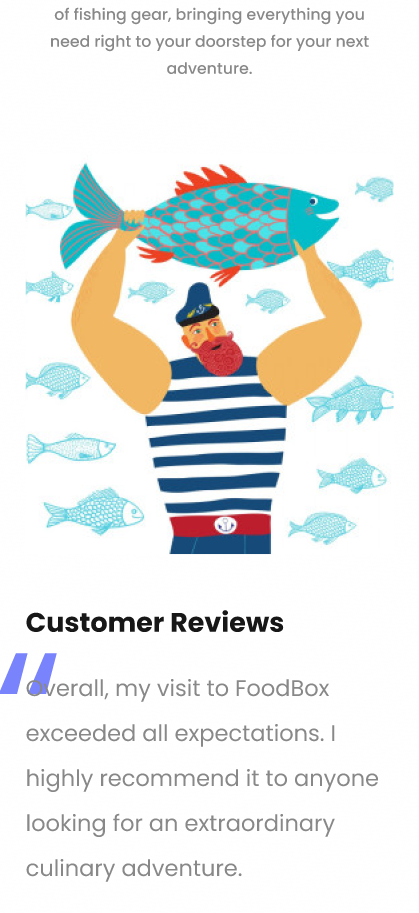 of fishing gear, bringing everything you
need right to your doorstep for your next
adventure.
Customer Reviews
Overall, my visit to FoodBox
exceeded all expectations. I
highly recommend it to anyone
looking for an extraordinary
culinary adventure.